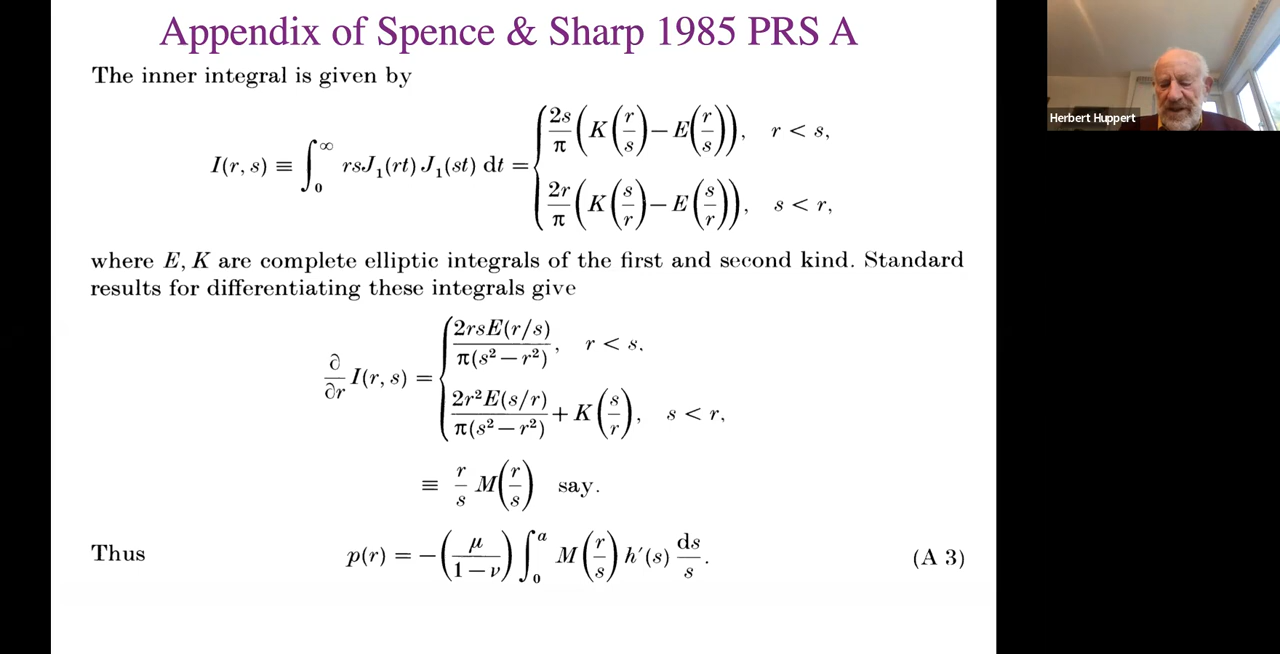 Appendix of Spence & Sharp 1985 PRS A
Herbert Huppert
The inner integral is given by
I(r, s) ≡ ∫₀^∞ rsJ₁(rt) J₁(st) dt = { 2s/π (K(r/s) − E(r/s)), r < s,
2r/π (K(s/r) − E(s/r)), s < r,
where E, K are complete elliptic integrals of the first and second kind. Standard
results for differentiating these integrals give
∂/∂r I(r, s) = { 2rsE(r/s)/π(s² − r²), r < s.
2r²E(s/r)/π(s² − r²) + K(s/r), s < r,
≡ r/s M(r/s) say.
Thus p(r) = −(μ/1 − ν) ∫₀^a M(r/s) h′(s) ds/s. (A 3)